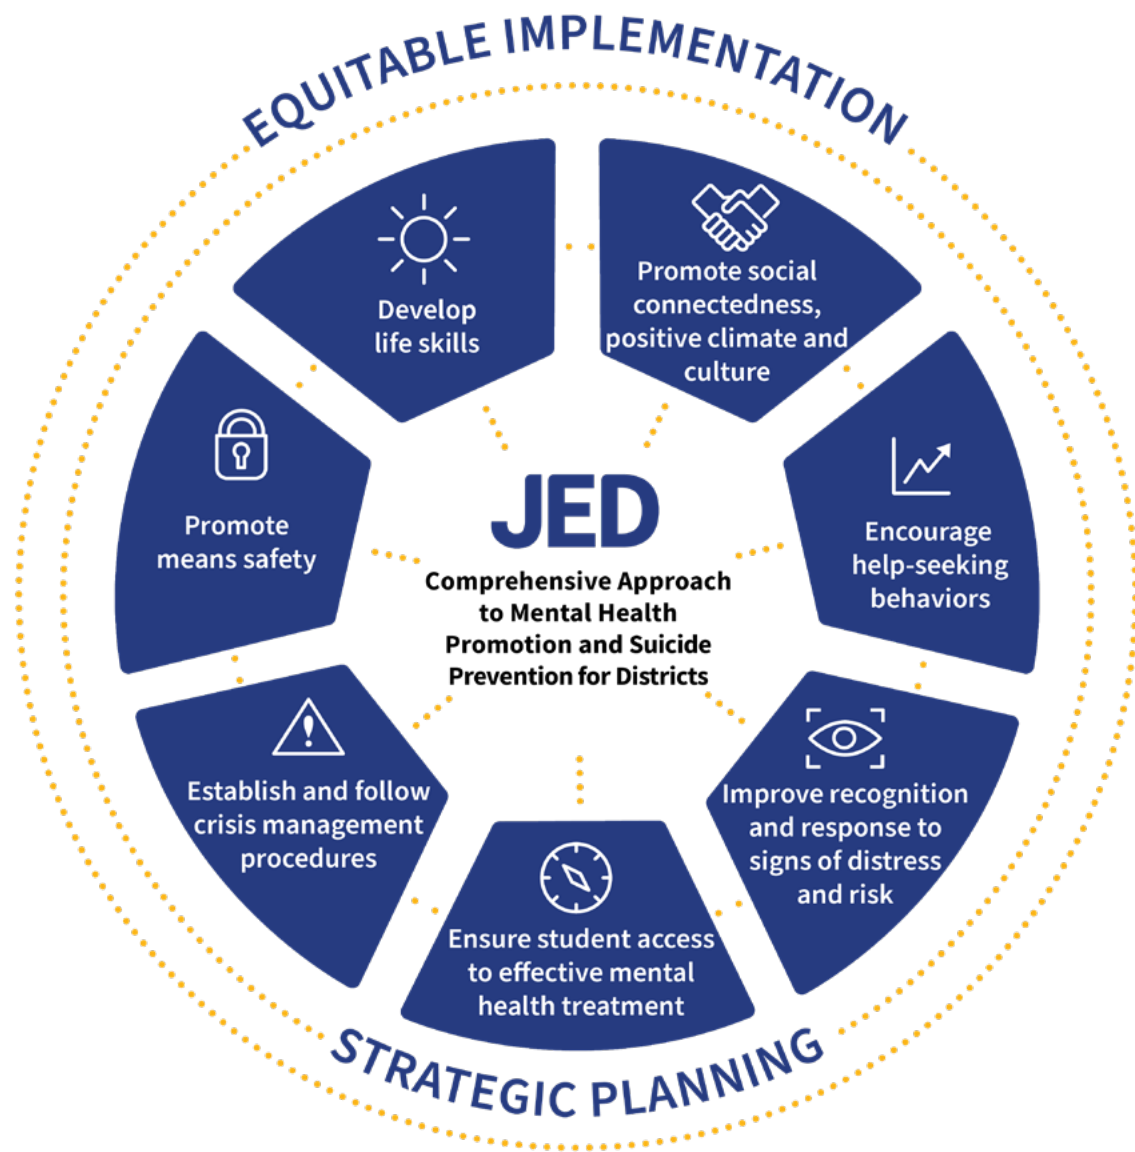 EQUITABLE IMPLEMENTATION
Develop
life skills
Promote social
connectedness,
positive climate and
culture
Promote
means safety
Encourage
help-seeking
behaviors
JED
Comprehensive Approach
to Mental Health
Promotion and Suicide
Prevention for Districts
Establish and follow
crisis management
procedures
Improve recognition
and response to
signs of distress
and risk
Ensure student access
to effective mental
health treatment
STRATEGIC PLANNING